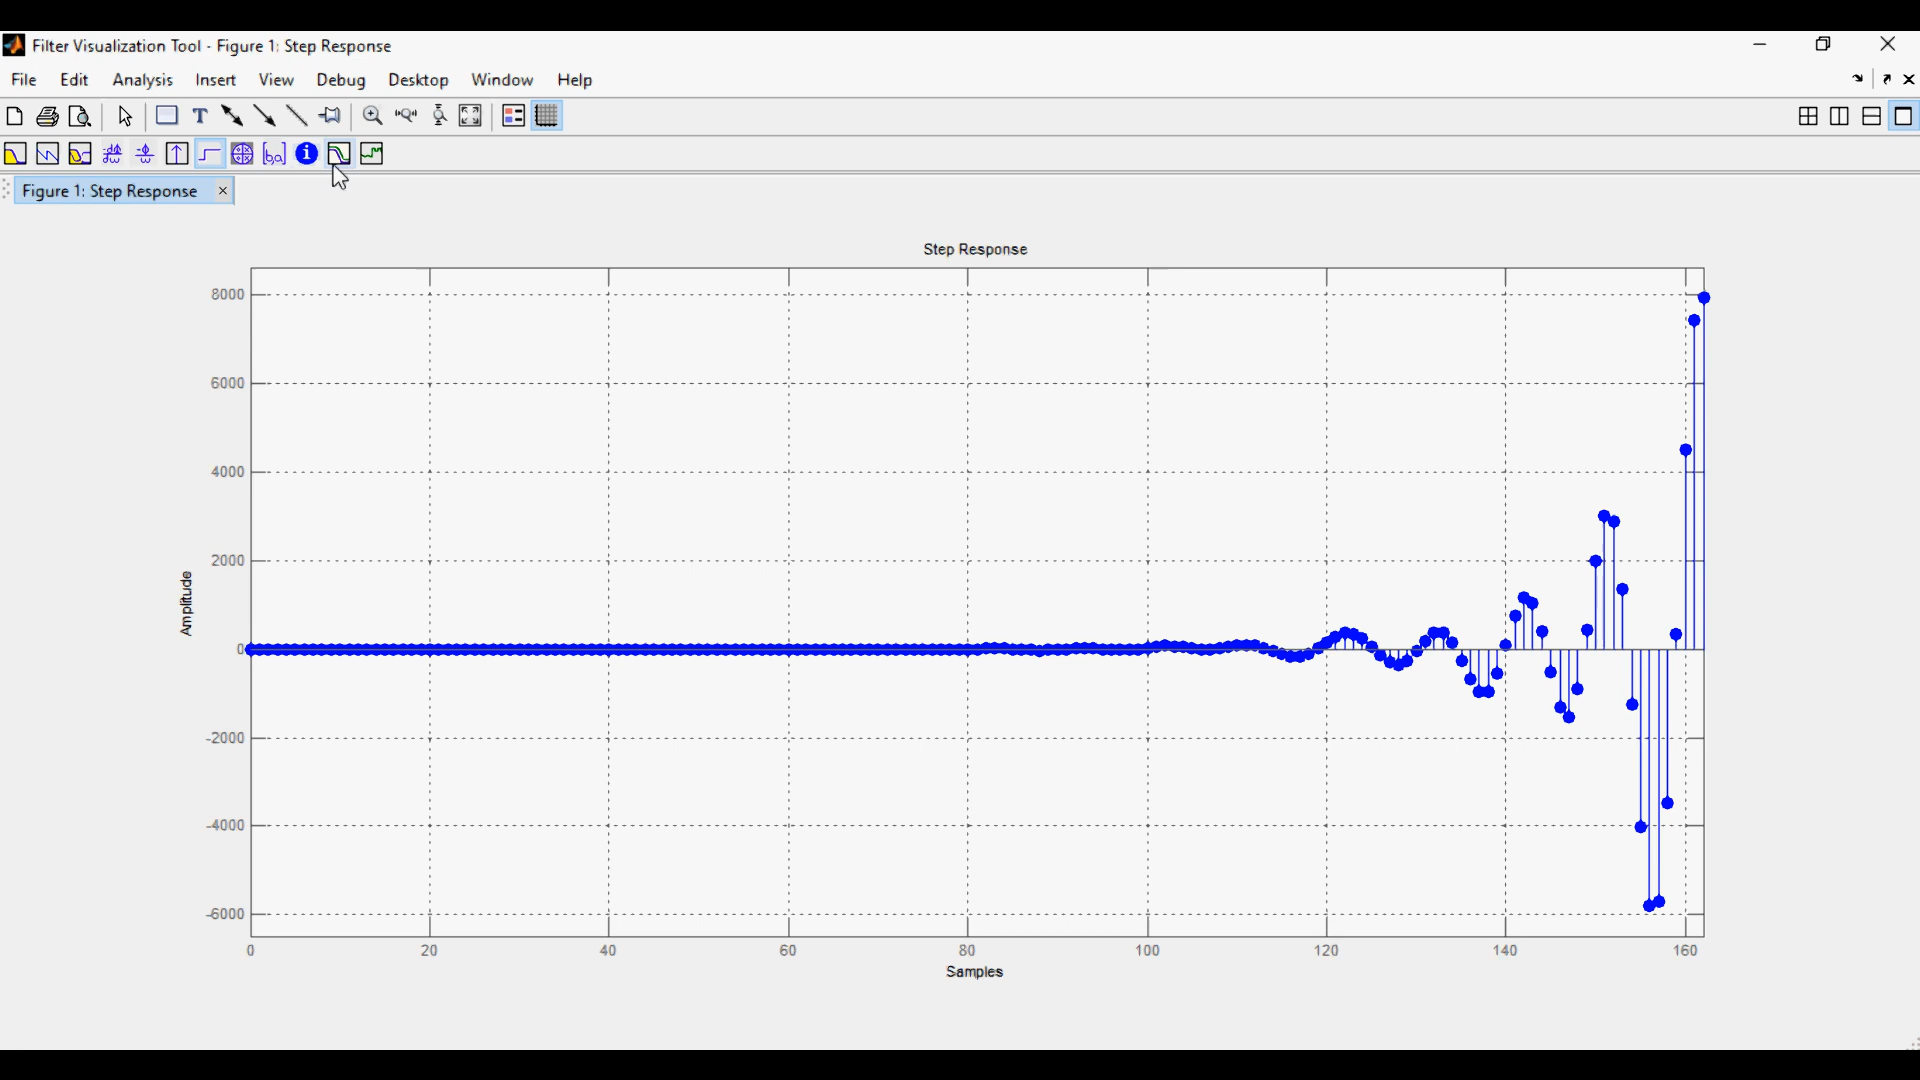 Filter Visualization Tool - Figure 1: Step Response
File Edit Analysis Insert View Debug Desktop Window Help
T
[b,a] i
Figure 1: Step Response ×
Step Response
8000
6000
4000
2000
0
-2000
-4000
-6000
Amplitude
0 20 40 60 80 100 120 140 160
Samples